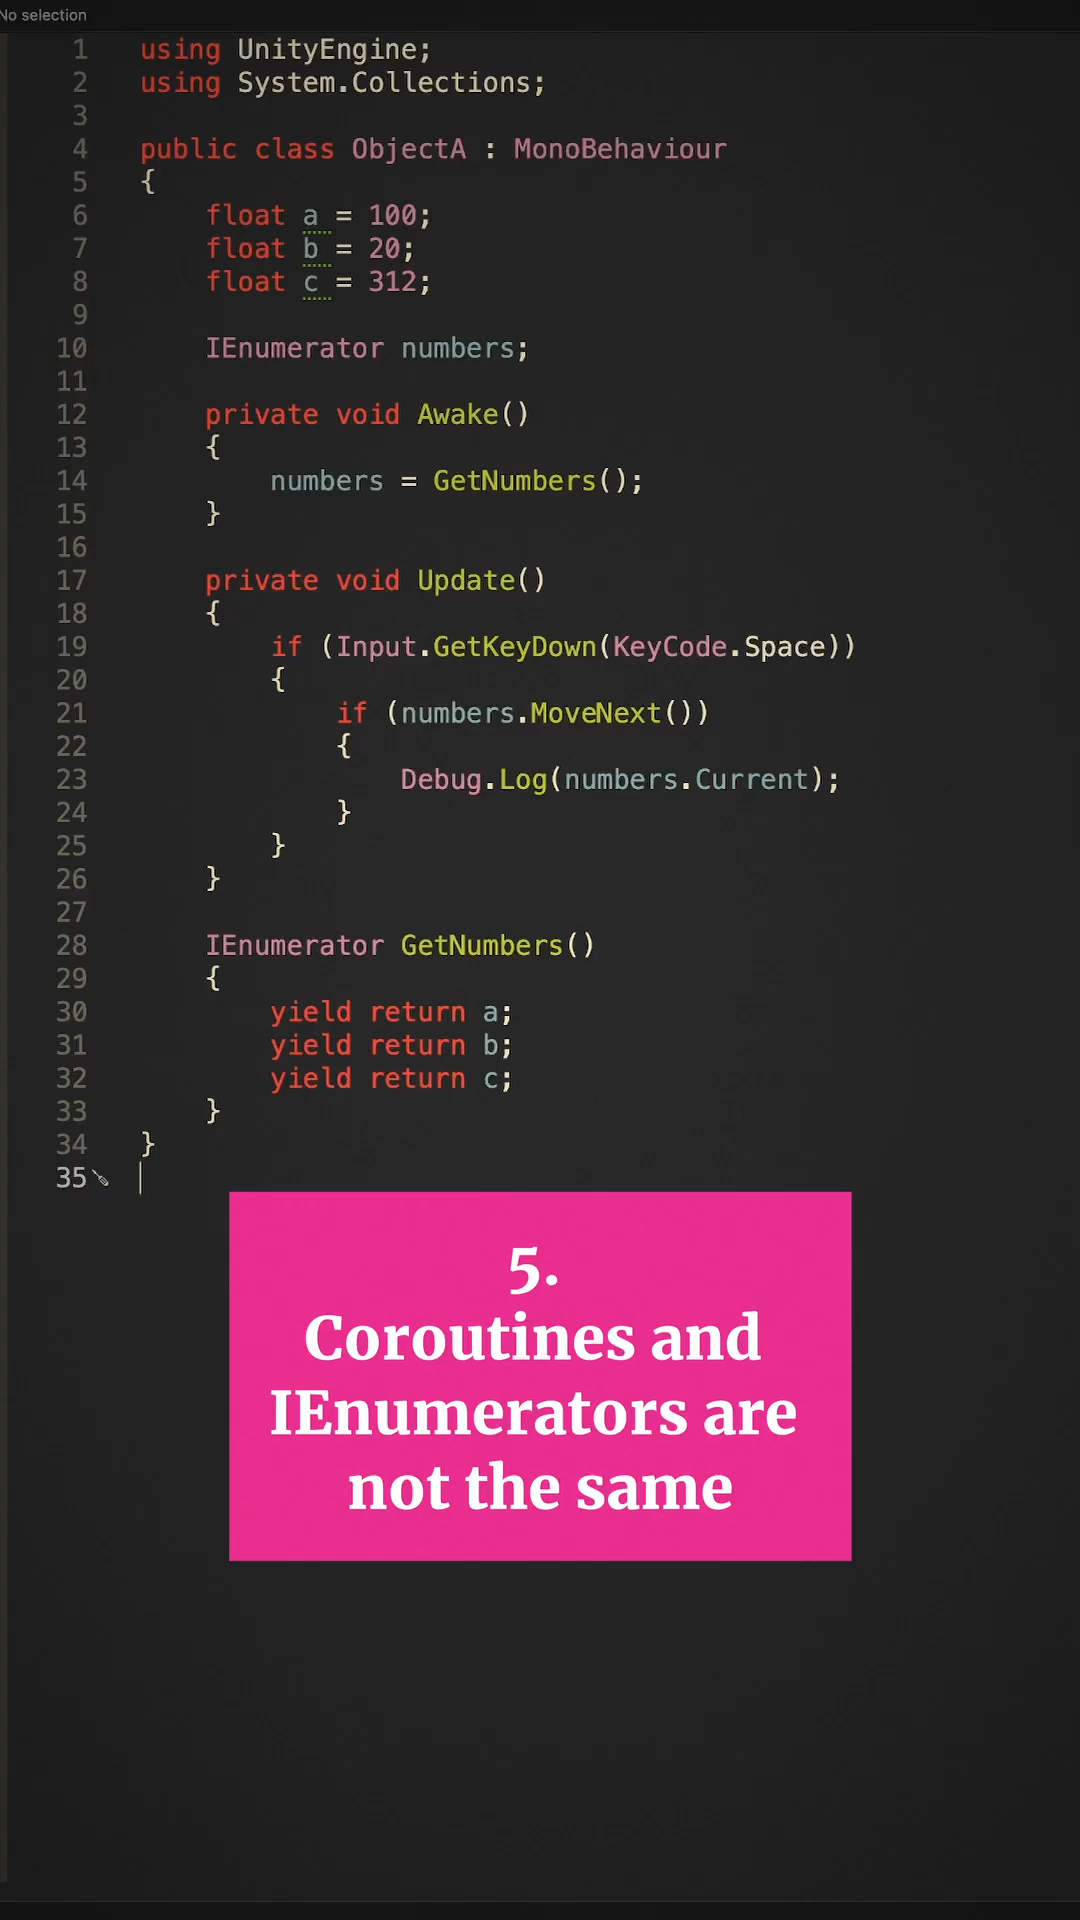 No selection
1 using UnityEngine;
2 using System.Collections;
3
4 public class ObjectA : MonoBehaviour
5 {
6     float a = 100;
7     float b = 20;
8     float c = 312;
9
10     IEnumerator numbers;
11
12     private void Awake()
13     {
14         numbers = GetNumbers();
15     }
16
17     private void Update()
18     {
19         if (Input.GetKeyDown(KeyCode.Space))
20         {
21             if (numbers.MoveNext())
22             {
23                 Debug.Log(numbers.Current);
24             }
25         }
26     }
27
28     IEnumerator GetNumbers()
29     {
30         yield return a;
31         yield return b;
32         yield return c;
33     }
34 }
35
5.
Coroutines and
IEnumerators are
not the same